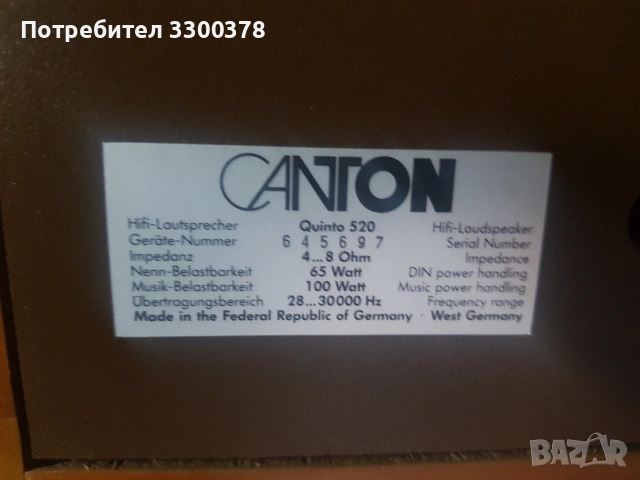 Потребител 3300378
CANTON
Hifi-Lautsprecher Quinto 520 Hifi-Loudspeaker
Geräte-Nummer 645697 Serial Number
Impedanz 4...8 Ohm Impedance
Nenn-Belastbarkeit 65 Watt DIN power handling
Musik-Belastbarkeit 100 Watt Music power handling
Übertragungsbereich 28...30000 Hz Frequency range
Made in the Federal Republic of Germany · West Germany
BAZAR